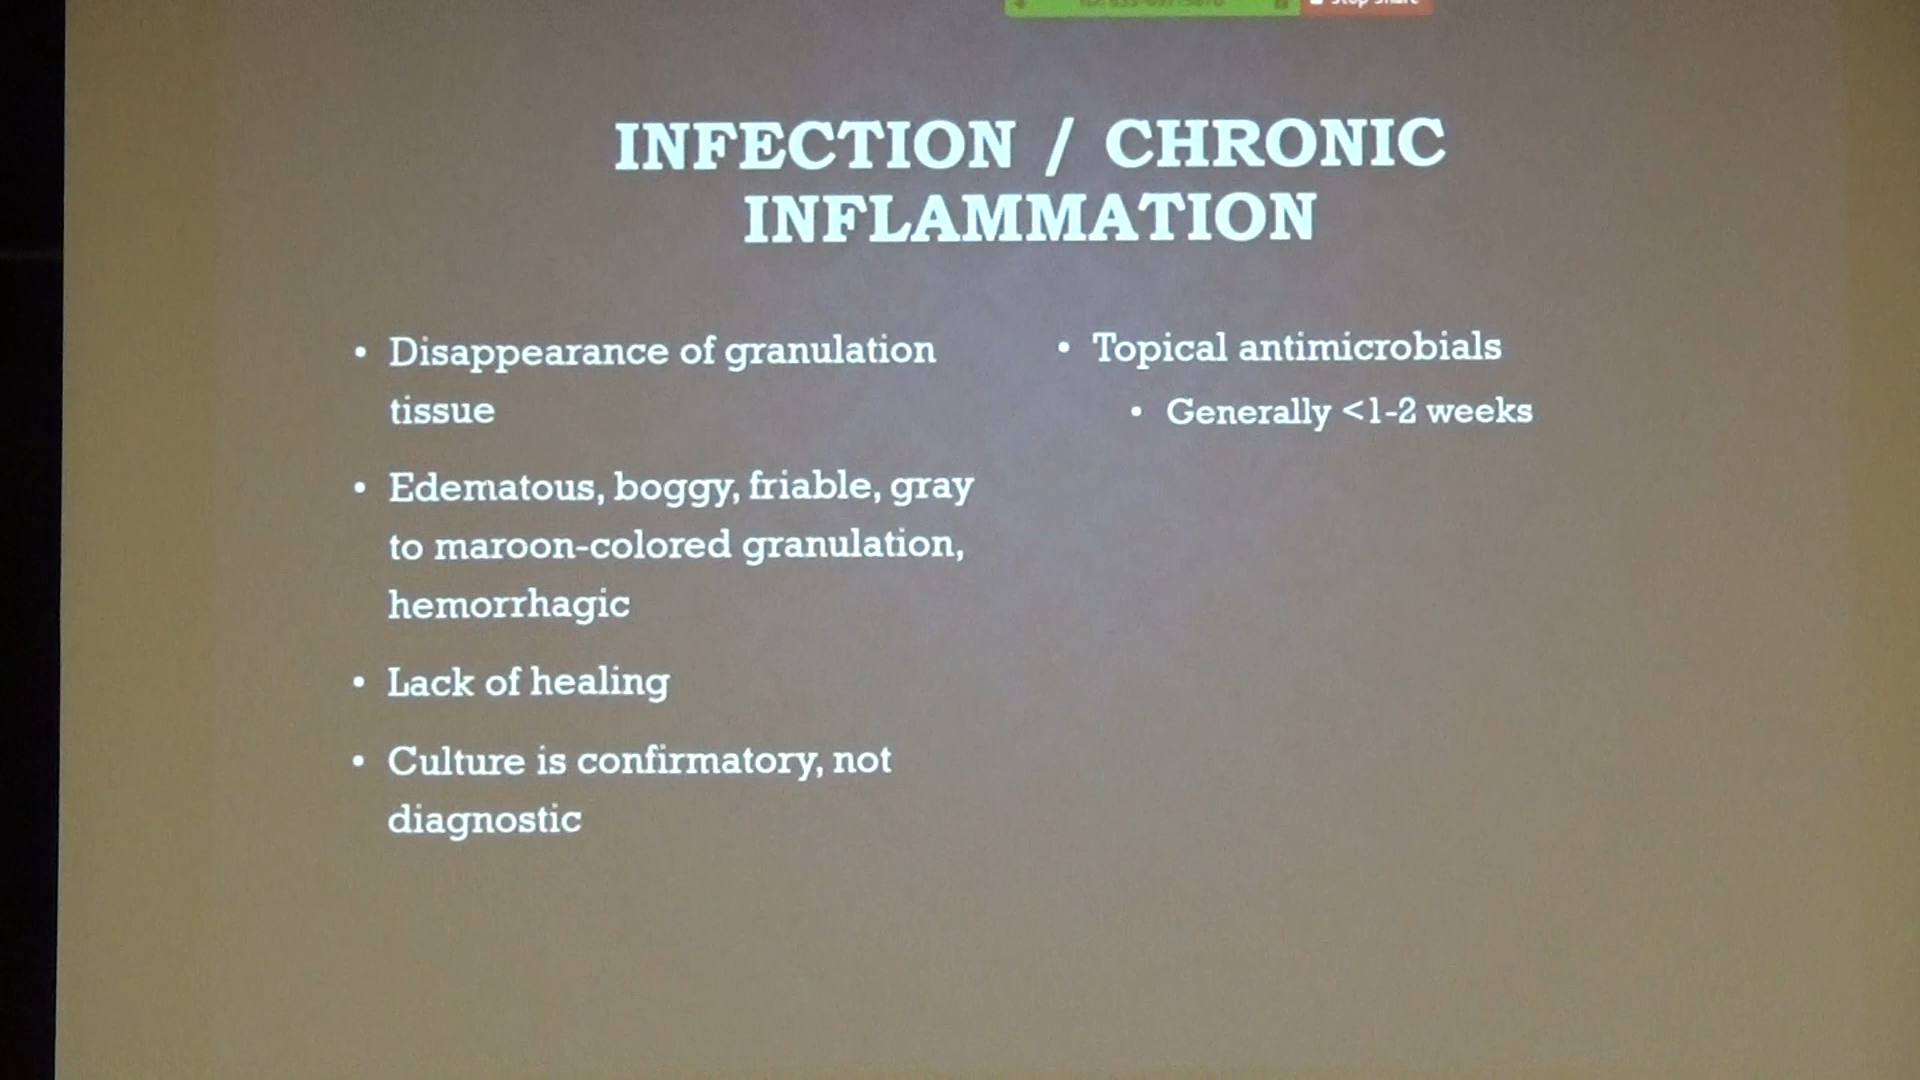 INFECTION / CHRONIC
INFLAMMATION
• Disappearance of granulation
tissue
• Edematous, boggy, friable, gray
to maroon-colored granulation,
hemorrhagic
• Lack of healing
• Culture is confirmatory, not
diagnostic
• Topical antimicrobials
• Generally <1-2 weeks